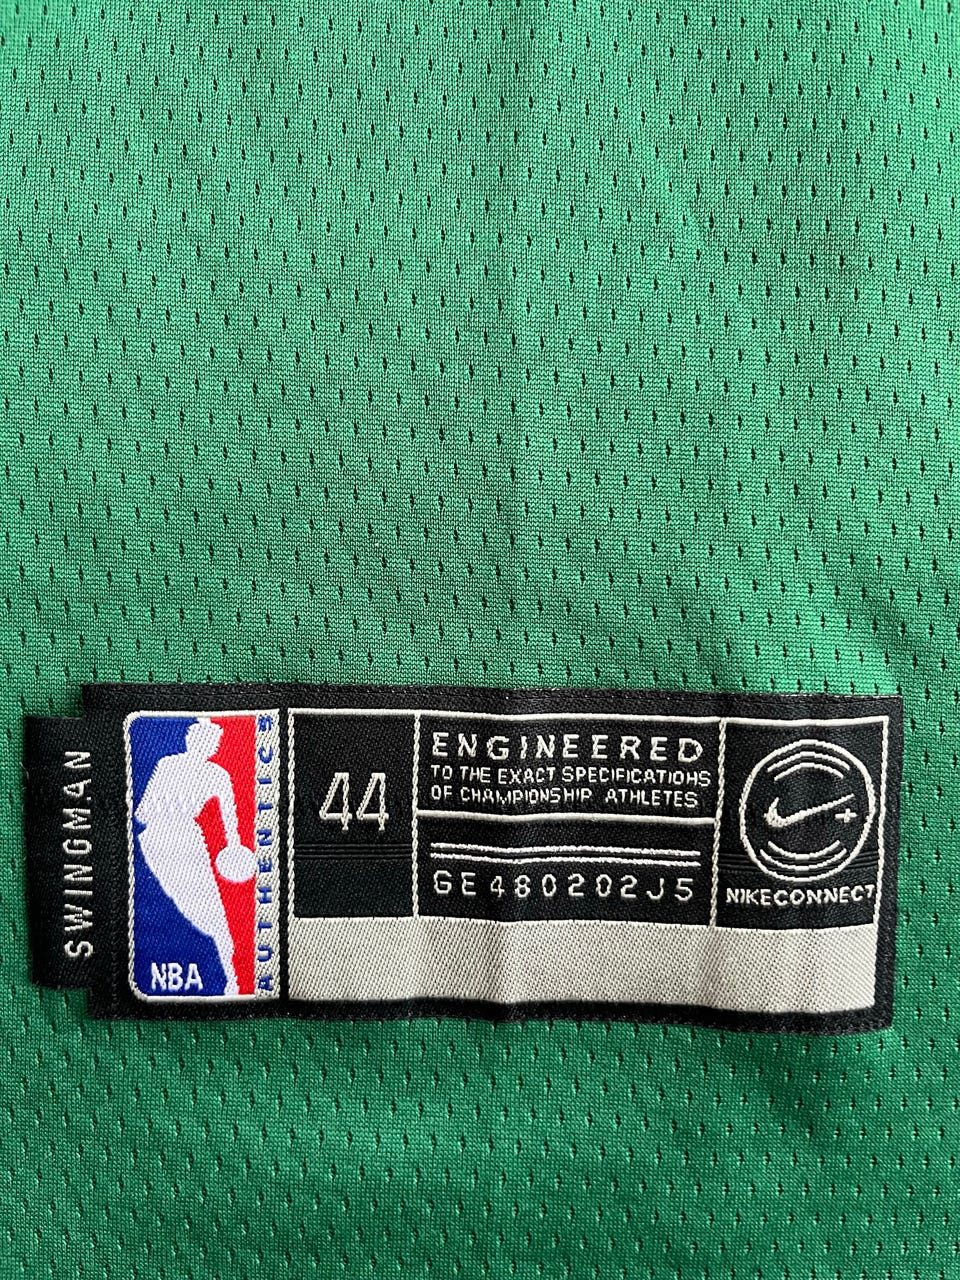 SWINGMAN
NBA
AUTHENTICS
44
ENGINEERED
TO THE EXACT SPECIFICATIONS
OF CHAMPIONSHIP ATHLETES
GE480202J5
NIKECONNECT